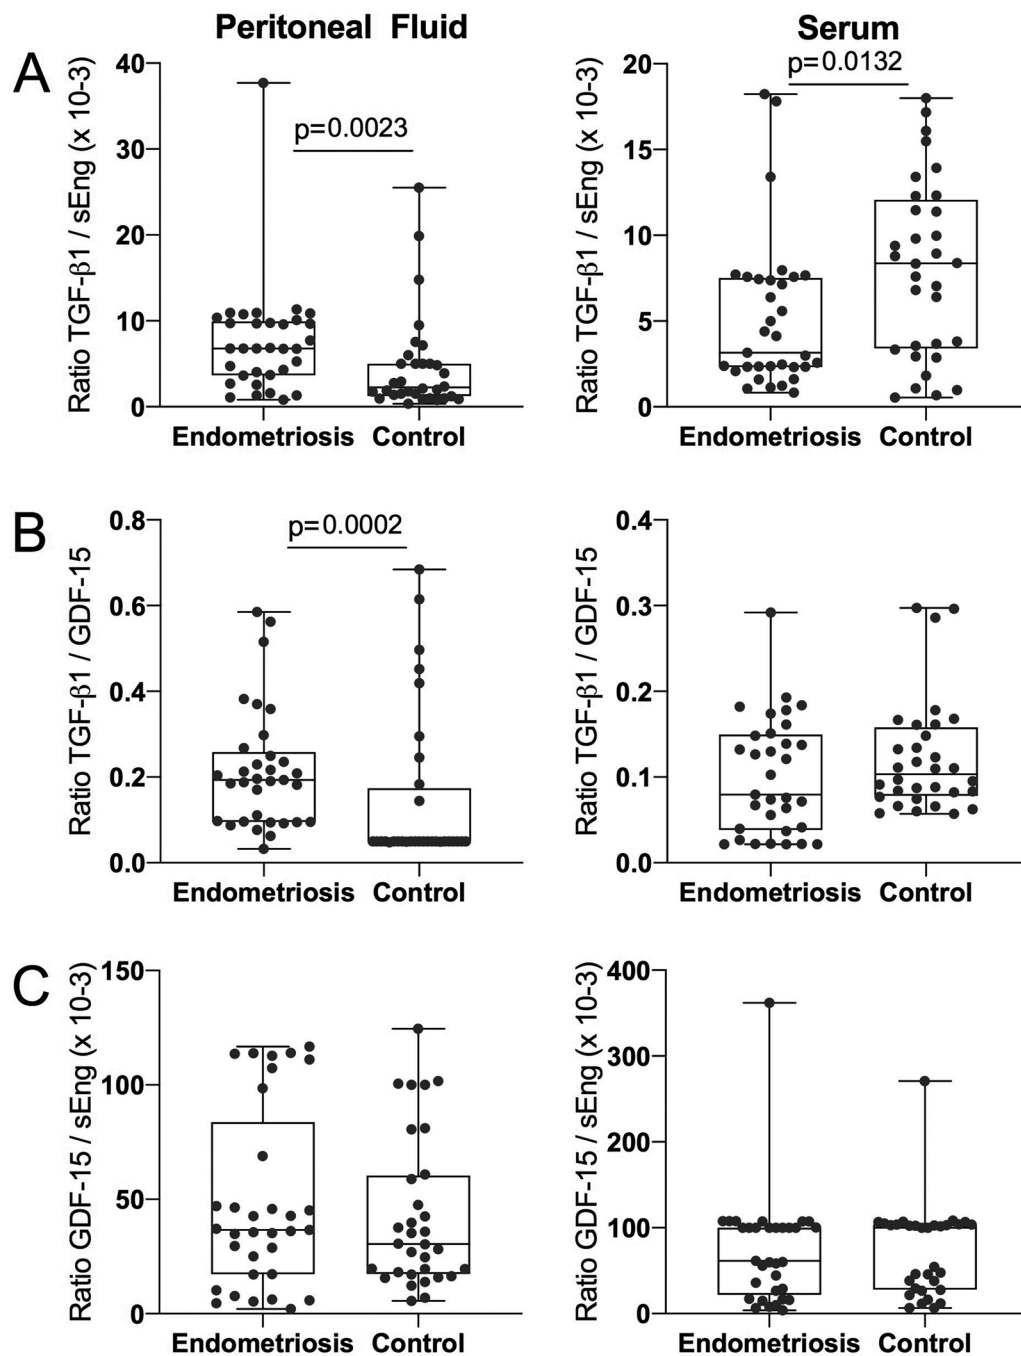 Peritoneal Fluid
Serum
A
Ratio TGF-β1 / sEng (x 10-3)
40
30
20
10
0
p=0.0023
Endometriosis Control
Ratio TGF-β1 / sEng (x 10-3)
20
15
10
5
0
p=0.0132
Endometriosis Control
B
Ratio TGF-β1 / GDF-15
0.8
0.6
0.4
0.2
0.0
p=0.0002
Endometriosis Control
Ratio TGF-β1 / GDF-15
0.4
0.3
0.2
0.1
0.0
Endometriosis Control
C
Ratio GDF-15 / sEng (x 10-3)
150
100
50
0
Endometriosis Control
Ratio GDF-15 / sEng (x 10-3)
400
300
200
100
0
Endometriosis Control